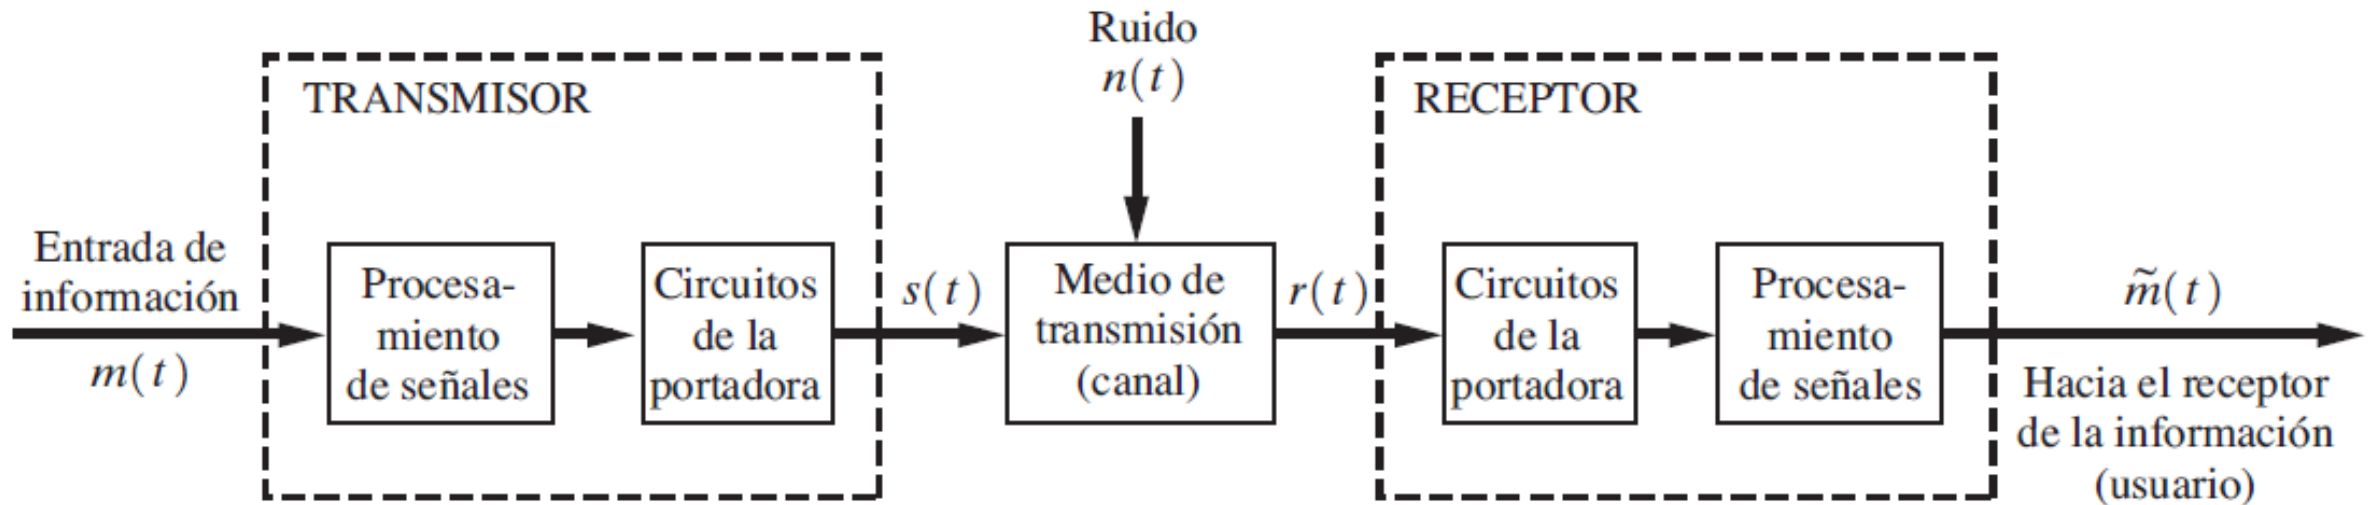 Ruido
n(t)
TRANSMISOR
RECEPTOR
Entrada de
información
m(t)
Procesa-
miento
de señales
Circuitos
de la
portadora
s(t)
Medio de
transmisión
(canal)
r(t)
Circuitos
de la
portadora
Procesa-
miento
de señales
m̃(t)
Hacia el receptor
de la información
(usuario)